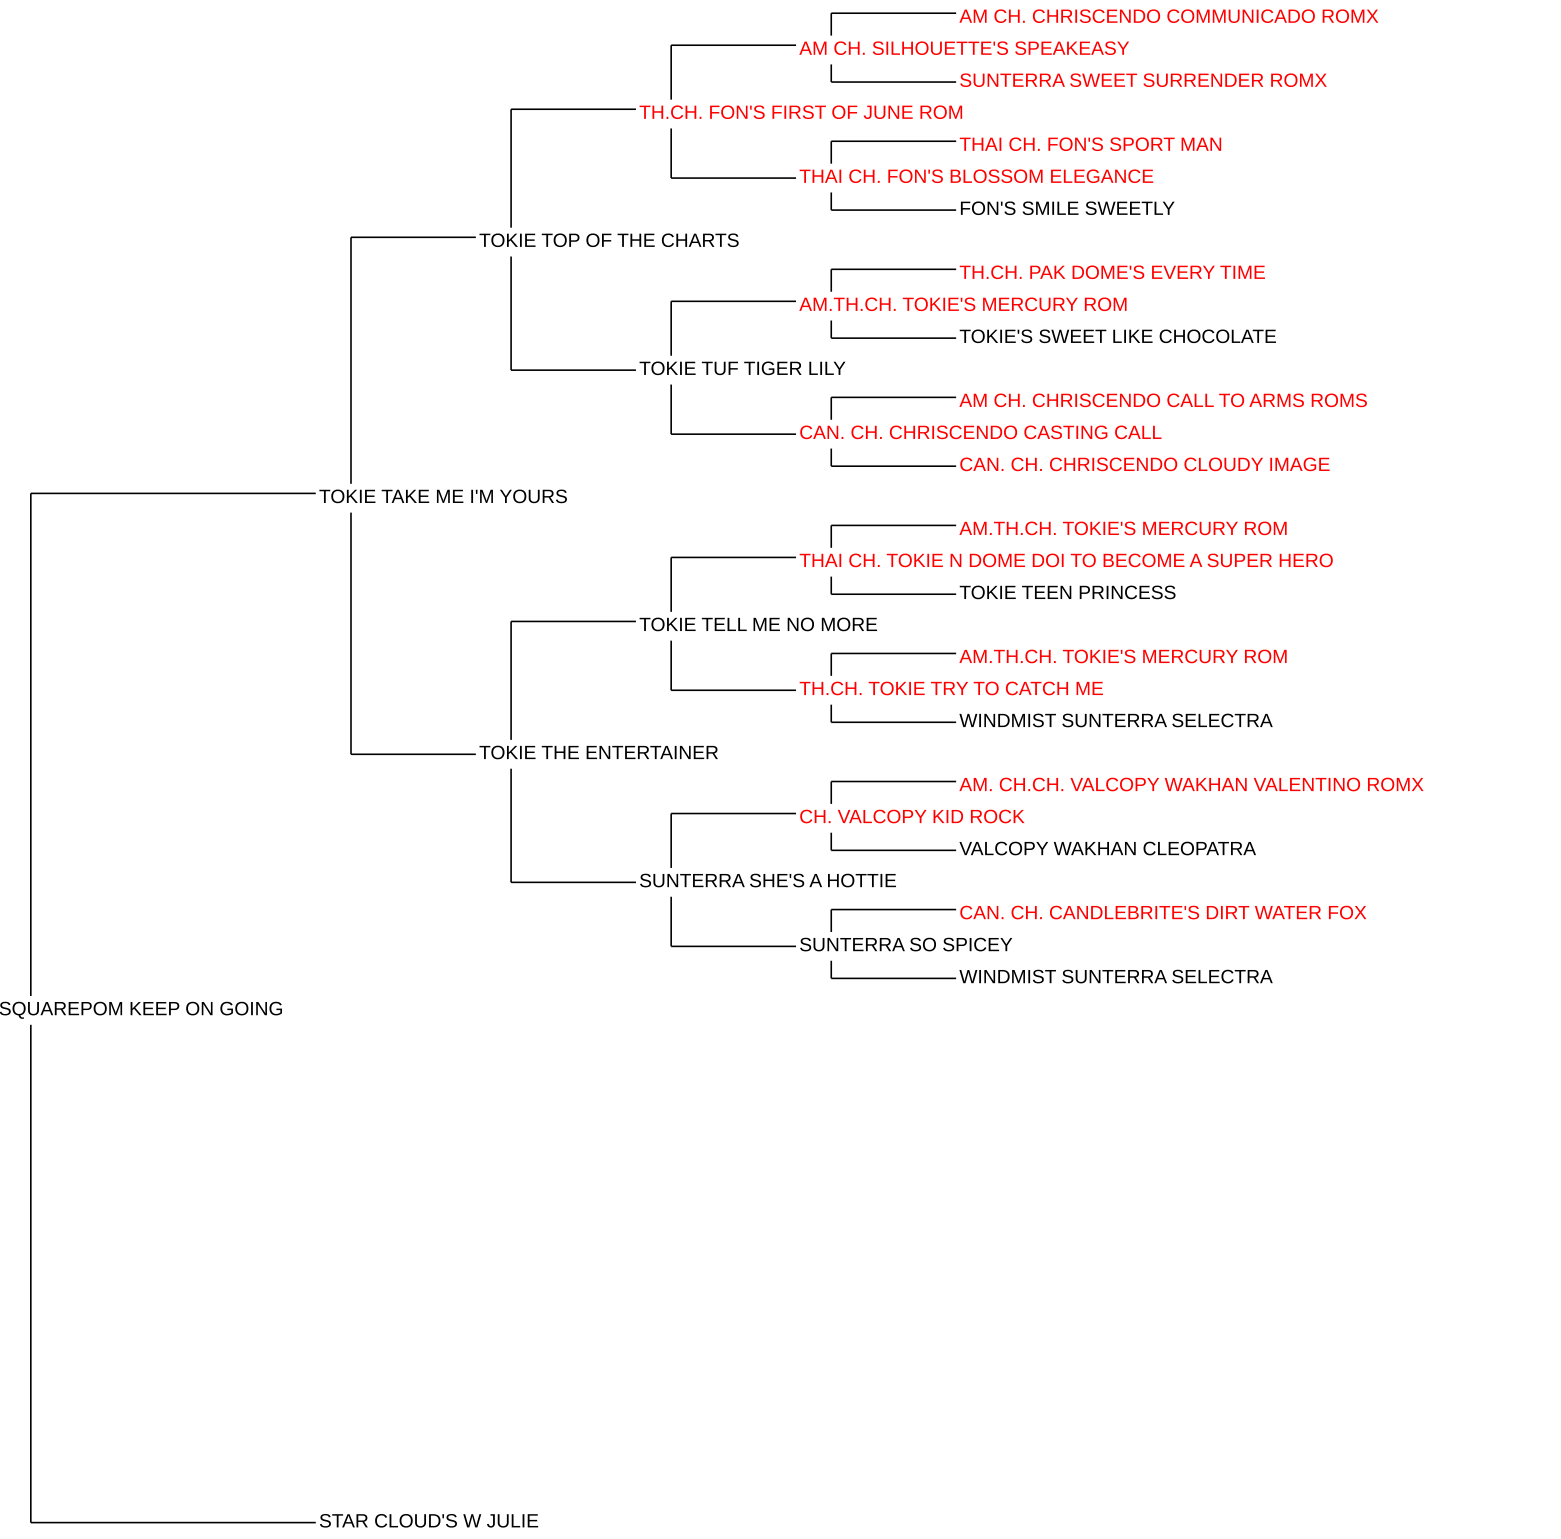 AM CH. CHRISCENDO COMMUNICADO ROMX
AM CH. SILHOUETTE'S SPEAKEASY
SUNTERRA SWEET SURRENDER ROMX
TH.CH. FON'S FIRST OF JUNE ROM
THAI CH. FON'S SPORT MAN
THAI CH. FON'S BLOSSOM ELEGANCE
FON'S SMILE SWEETLY
TOKIE TOP OF THE CHARTS
TH.CH. PAK DOME'S EVERY TIME
AM.TH.CH. TOKIE'S MERCURY ROM
TOKIE'S SWEET LIKE CHOCOLATE
TOKIE TUF TIGER LILY
AM CH. CHRISCENDO CALL TO ARMS ROMS
CAN. CH. CHRISCENDO CASTING CALL
CAN. CH. CHRISCENDO CLOUDY IMAGE
TOKIE TAKE ME I'M YOURS
AM.TH.CH. TOKIE'S MERCURY ROM
THAI CH. TOKIE N DOME DOI TO BECOME A SUPER HERO
TOKIE TEEN PRINCESS
TOKIE TELL ME NO MORE
AM.TH.CH. TOKIE'S MERCURY ROM
TH.CH. TOKIE TRY TO CATCH ME
WINDMIST SUNTERRA SELECTRA
TOKIE THE ENTERTAINER
AM. CH.CH. VALCOPY WAKHAN VALENTINO ROMX
CH. VALCOPY KID ROCK
VALCOPY WAKHAN CLEOPATRA
SUNTERRA SHE'S A HOTTIE
CAN. CH. CANDLEBRITE'S DIRT WATER FOX
SUNTERRA SO SPICEY
WINDMIST SUNTERRA SELECTRA
SQUAREPOM KEEP ON GOING
STAR CLOUD'S W JULIE